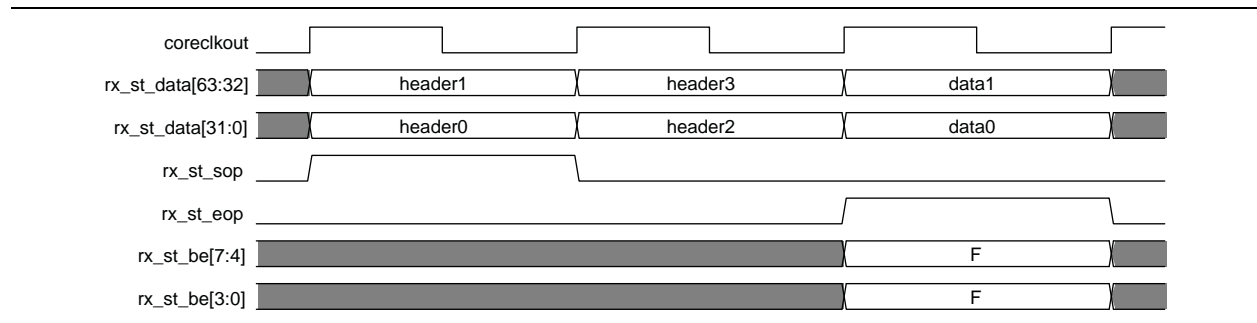 coreclkout
rx_st_data[63:32] header1 header3 data1
rx_st_data[31:0] header0 header2 data0
rx_st_sop
rx_st_eop
rx_st_be[7:4] F
rx_st_be[3:0] F